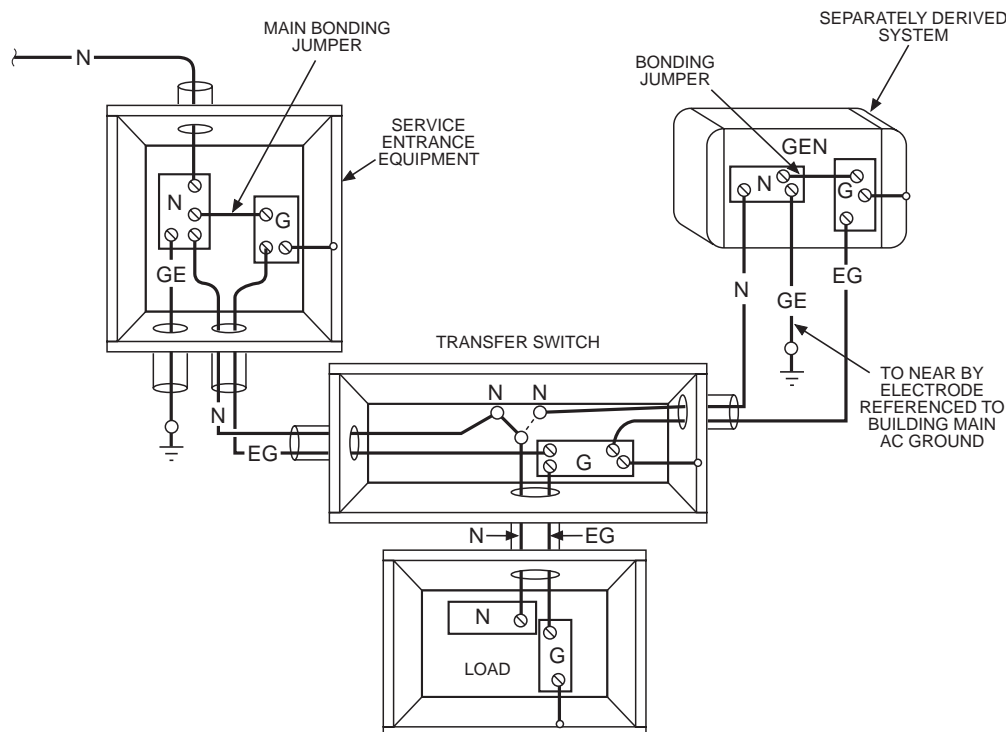 MAIN BONDING
JUMPER
SEPARATELY DERIVED
SYSTEM
N
BONDING
JUMPER
SERVICE
ENTRANCE
EQUIPMENT
GEN
N
G
N
G
GE
N
GE
EG
TRANSFER SWITCH
TO NEAR BY
ELECTRODE
REFERENCED TO
BUILDING MAIN
AC GROUND
N
N
N
EG
G
N
EG
N
G
LOAD